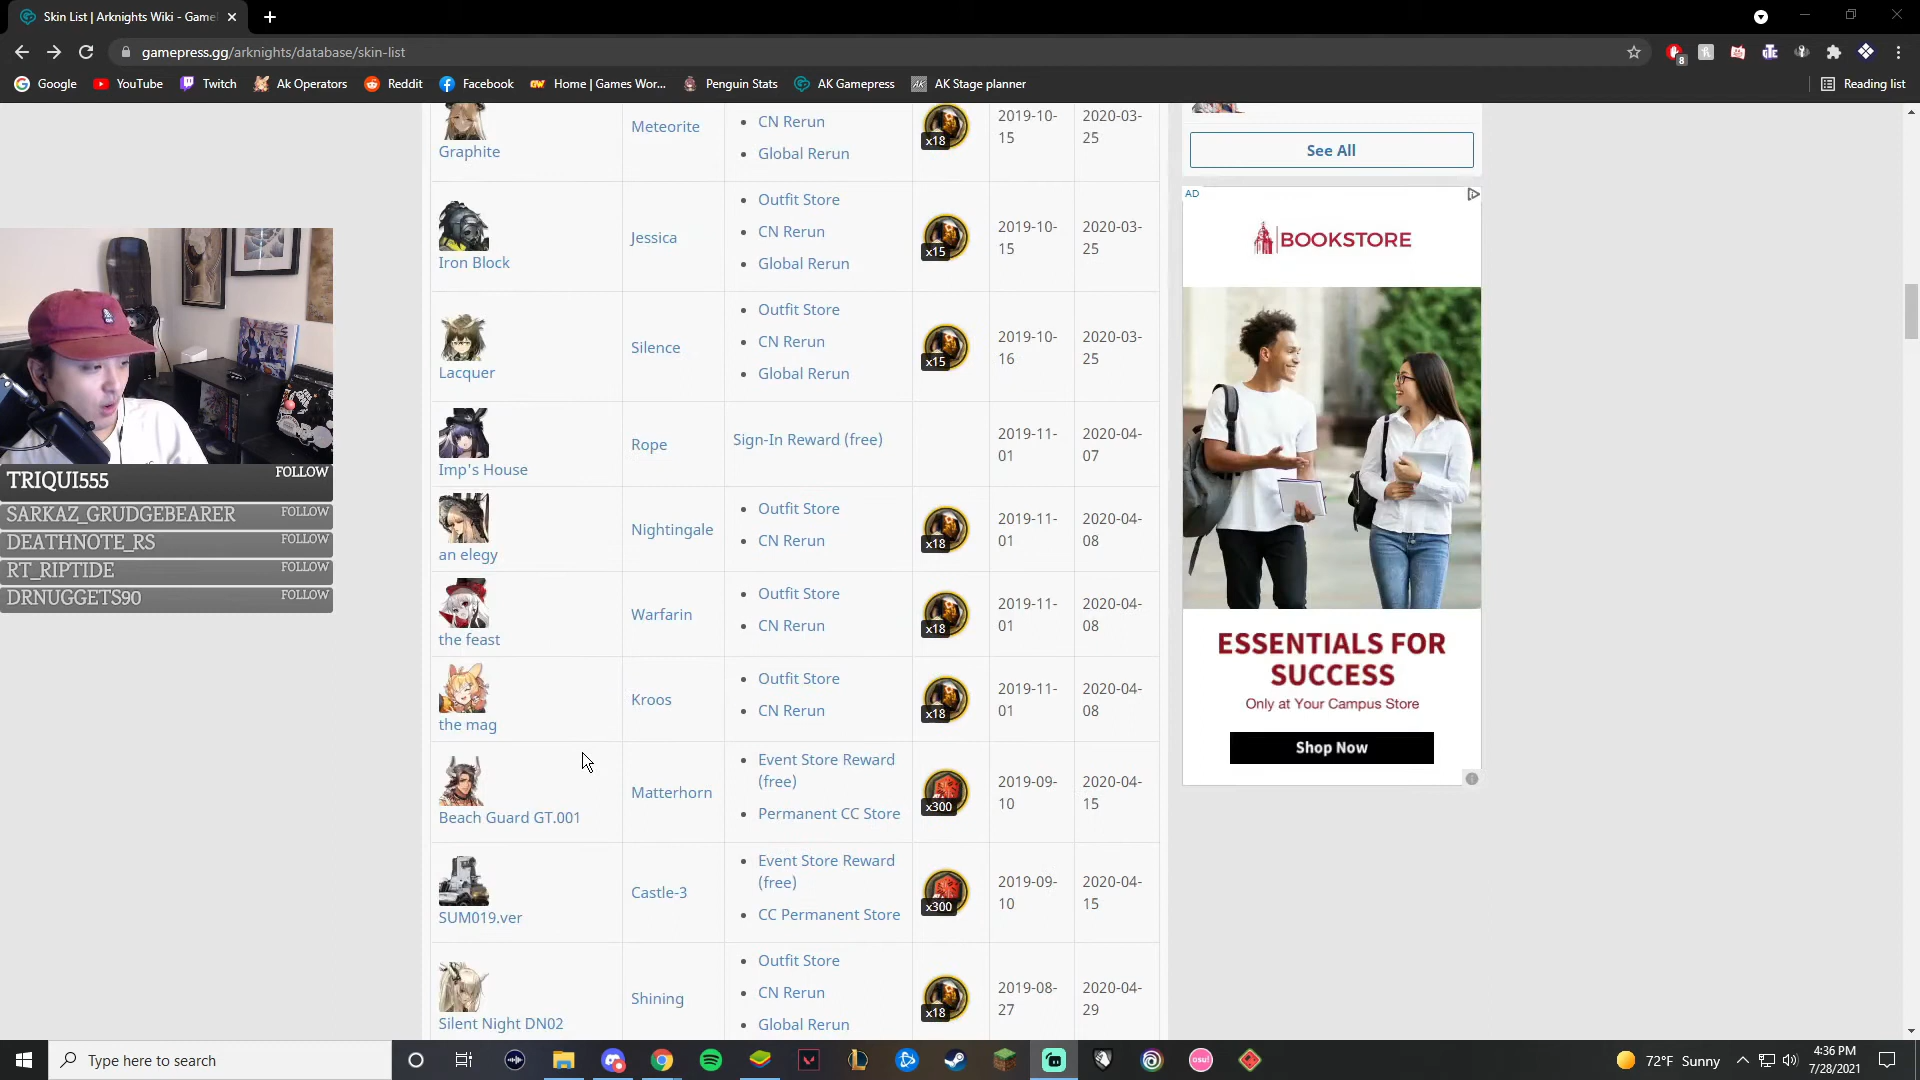 Skin List | Arknights Wiki - Game
gamepress.gg/arknights/database/skin-list
8
Google
YouTube
Twitch
Ak Operators
Reddit
Facebook
Home | Games Wor...
Penguin Stats
AK Gamepress
AK Stage planner
Reading list
Graphite
Meteorite
CN Rerun
Global Rerun
x18
2019-10-
15
2020-03-
25
Iron Block
Jessica
Outfit Store
CN Rerun
Global Rerun
x15
2019-10-
15
2020-03-
25
Lacquer
Silence
Outfit Store
CN Rerun
Global Rerun
x15
2019-10-
16
2020-03-
25
Imp's House
Rope
Sign-In Reward (free)
2019-11-
01
2020-04-
07
an elegy
Nightingale
Outfit Store
CN Rerun
x18
2019-11-
01
2020-04-
08
the feast
Warfarin
Outfit Store
CN Rerun
x18
2019-11-
01
2020-04-
08
the mag
Kroos
Outfit Store
CN Rerun
x18
2019-11-
01
2020-04-
08
Beach Guard GT.001
Matterhorn
Event Store Reward
(free)
Permanent CC Store
x300
2019-09-
10
2020-04-
15
SUM019.ver
Castle-3
Event Store Reward
(free)
CC Permanent Store
x300
2019-09-
10
2020-04-
15
Silent Night DN02
Shining
Outfit Store
CN Rerun
Global Rerun
x18
2019-08-
27
2020-04-
29
See All
AD
BOOKSTORE
ESSENTIALS FOR
SUCCESS
Only at Your Campus Store
Shop Now
TRIQUI555 FOLLOW
SARKAZ_GRUDGEBEARER FOLLOW
DEATHNOTE_RS FOLLOW
RT_RIPTIDE FOLLOW
DRNUGGETS90 FOLLOW
Type here to search
osu!
72°F Sunny
4:36 PM
7/28/2021